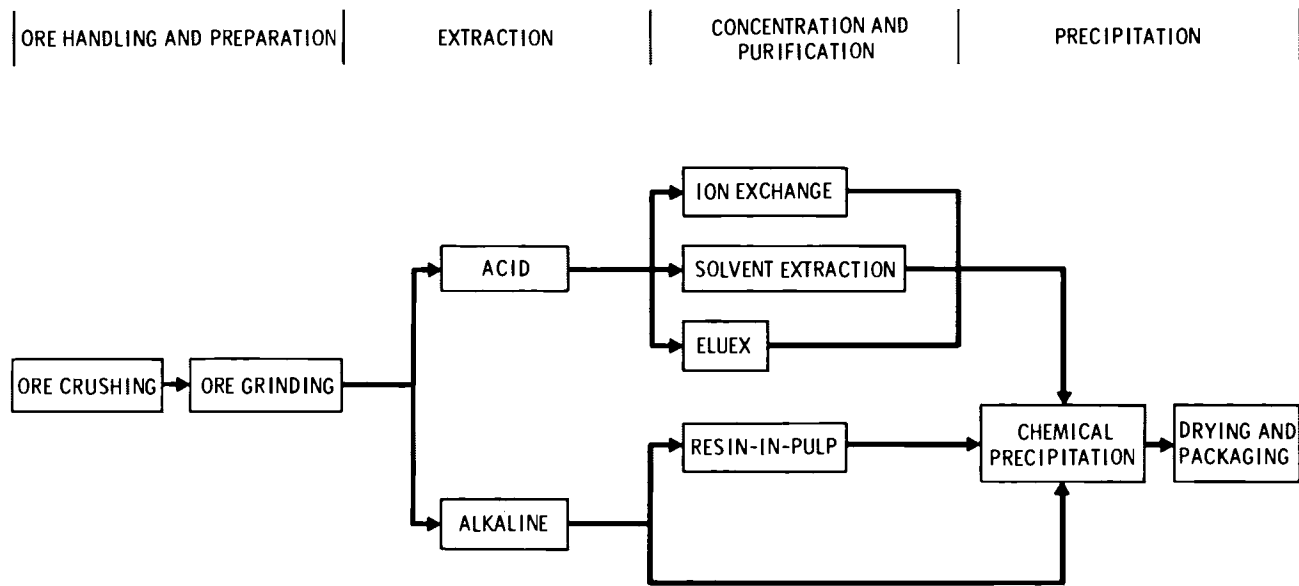 ORE HANDLING AND PREPARATION
EXTRACTION
CONCENTRATION AND
PURIFICATION
PRECIPITATION
ION EXCHANGE
ACID
SOLVENT EXTRACTION
ELUEX
ORE CRUSHING
ORE GRINDING
RESIN-IN-PULP
CHEMICAL
PRECIPITATION
DRYING AND
PACKAGING
ALKALINE